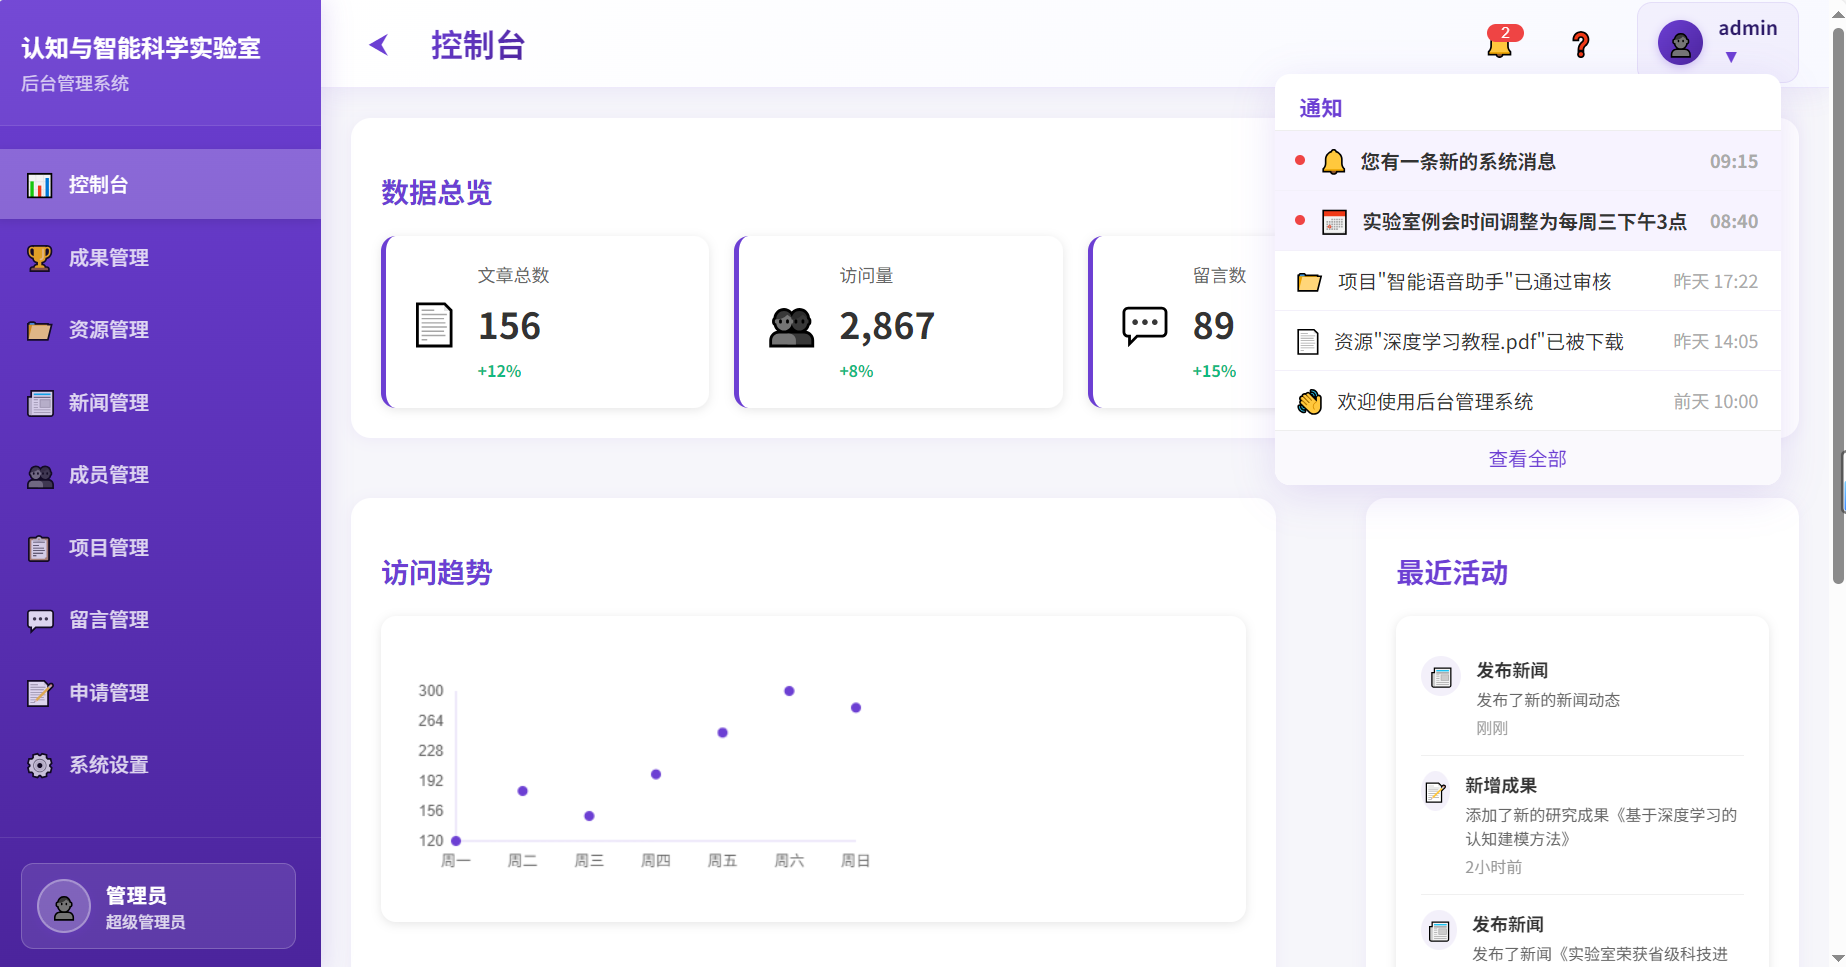 认知与智能科学实验室
后台管理系统
控制台
成果管理
资源管理
新闻管理
成员管理
项目管理
留言管理
申请管理
系统设置
管理员
超级管理员
控制台
2
admin
通知
您有一条新的系统消息 09:15
实验室例会时间调整为每周三下午3点 08:40
项目"智能语音助手"已通过审核 昨天 17:22
资源"深度学习教程.pdf"已被下载 昨天 14:05
欢迎使用后台管理系统 前天 10:00
查看全部
数据总览
文章总数
156
+12%
访问量
2,867
+8%
留言数
89
+15%
访问趋势
300
264
228
192
156
120
周一 周二 周三 周四 周五 周六 周日
最近活动
发布新闻
发布了新的新闻动态
刚刚
新增成果
添加了新的研究成果《基于深度学习的
认知建模方法》
2小时前
发布新闻
发布了新闻《实验室荣获省级科技进